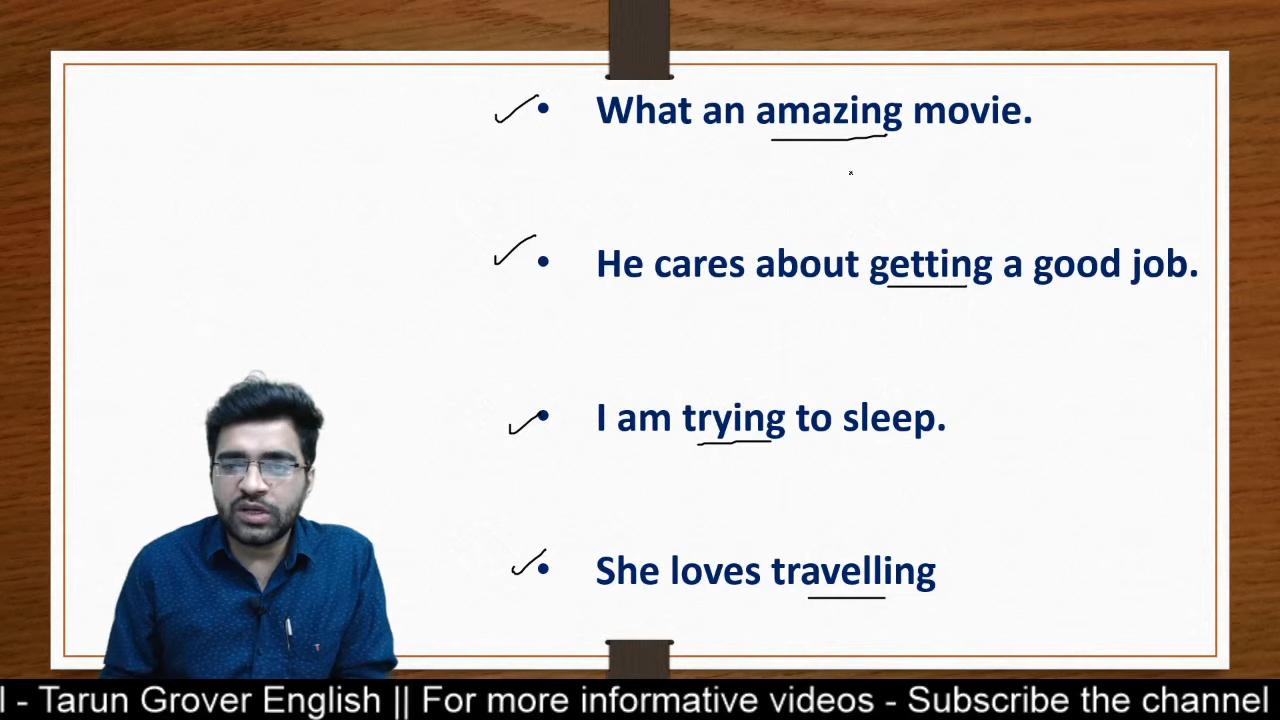 • What an amazing movie.
• He cares about getting a good job.
• I am trying to sleep.
• She loves travelling
l - Tarun Grover English || For more informative videos - Subscribe the channel